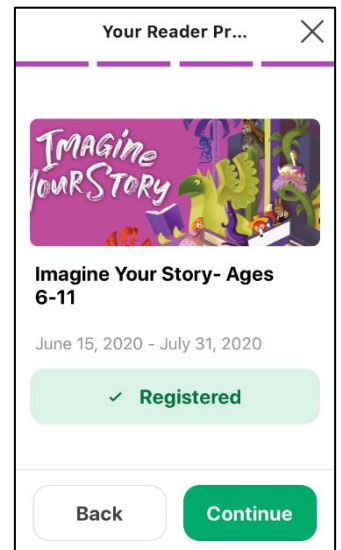 Your Reader Pr...
IMAGINE
YOUR STORY
Imagine Your Story- Ages
6-11
June 15, 2020 - July 31, 2020
✓ Registered
Back
Continue